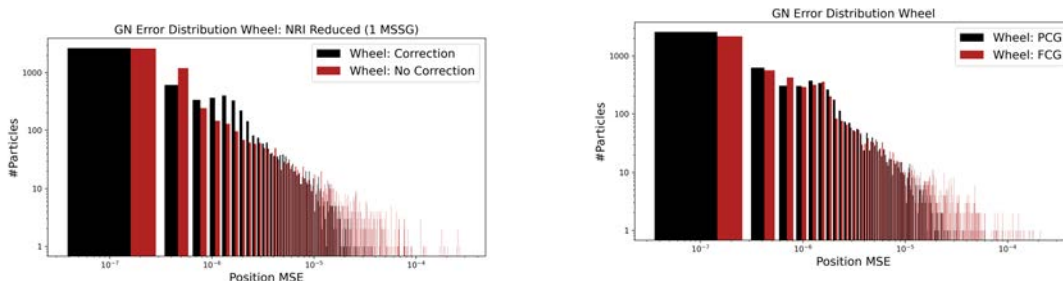 GN Error Distribution Wheel: NRI Reduced (1 MSSG)
Wheel: Correction
Wheel: No Correction
#Particles
1000
100
10
1
10⁻⁷
10⁻⁶
10⁻⁵
10⁻⁴
Position MSE
GN Error Distribution Wheel
Wheel: PCG
Wheel: FCG
#Particles
1000
100
10
1
10⁻⁷
10⁻⁶
10⁻⁵
10⁻⁴
Position MSE